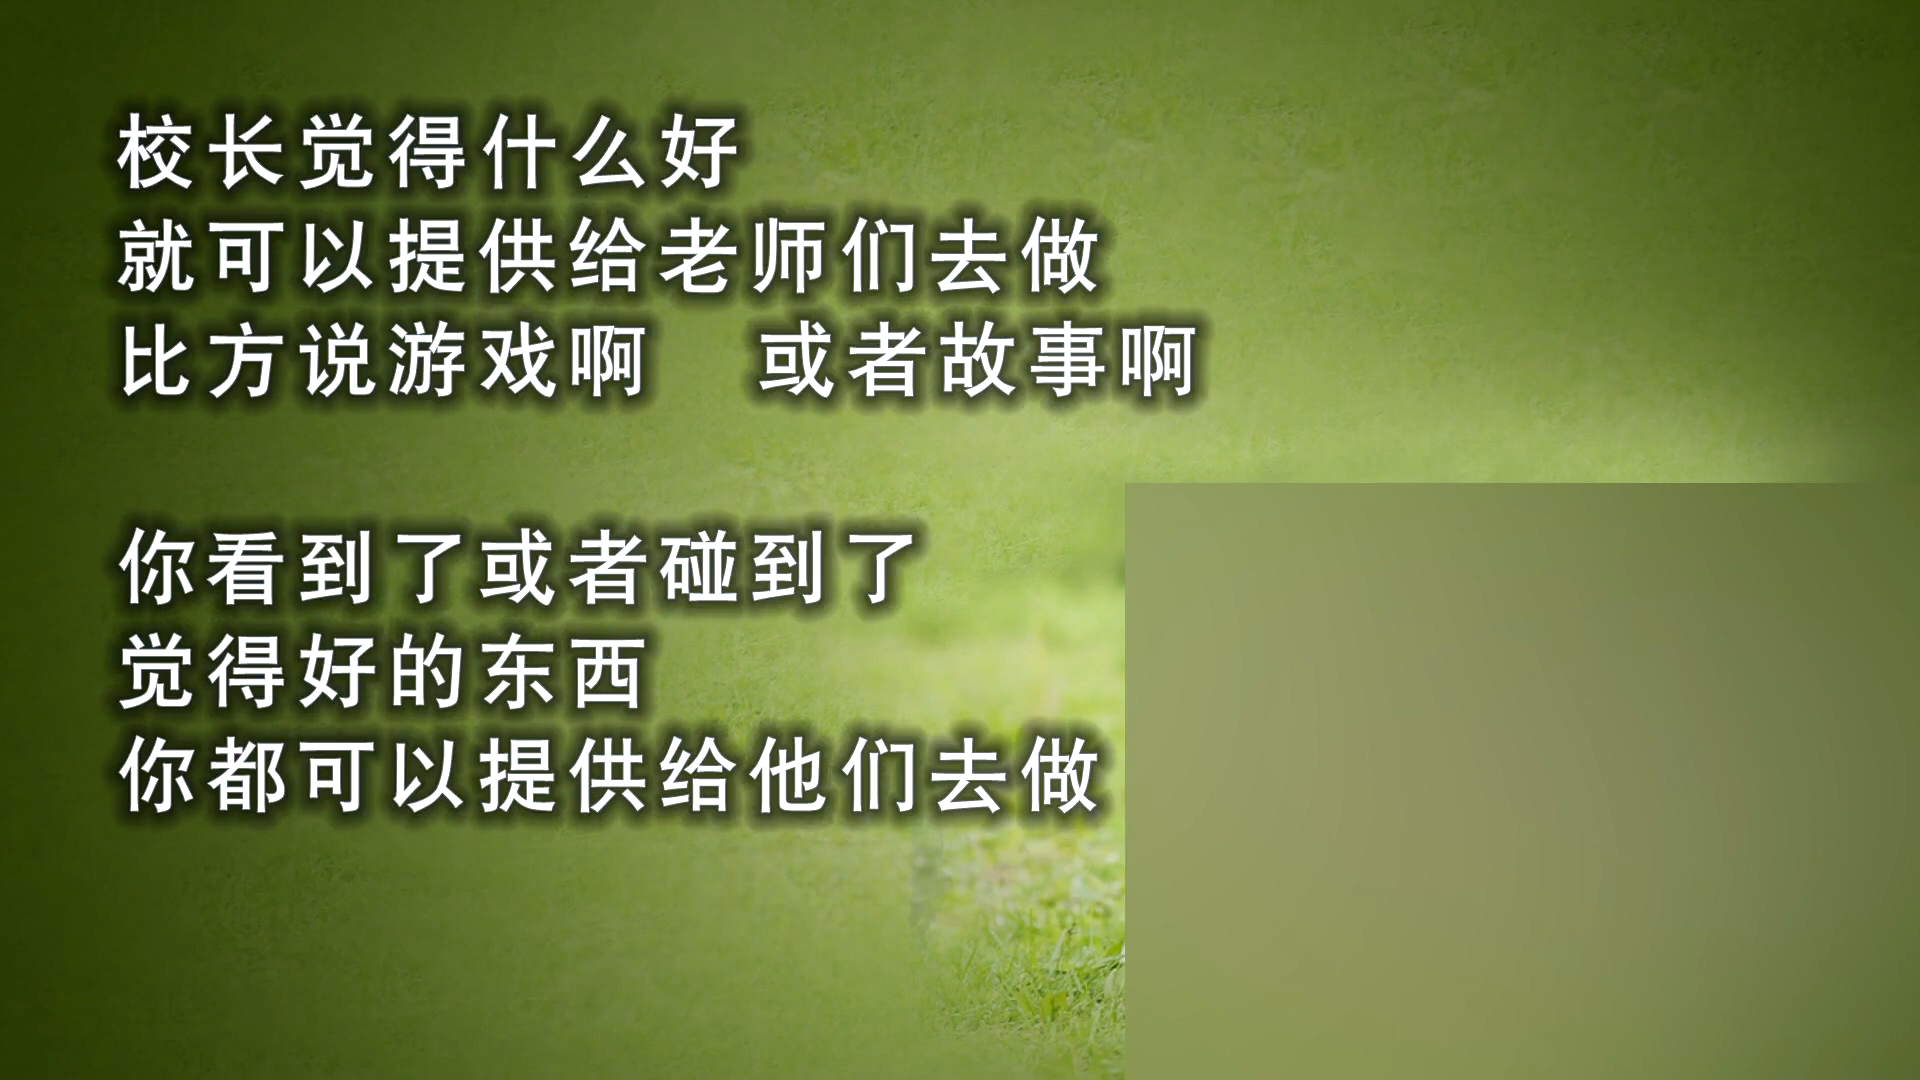 校长觉得什么好
就可以提供给老师们去做
比方说游戏啊 或者故事啊
你看到了或者碰到了
觉得好的东西
你都可以提供给他们去做